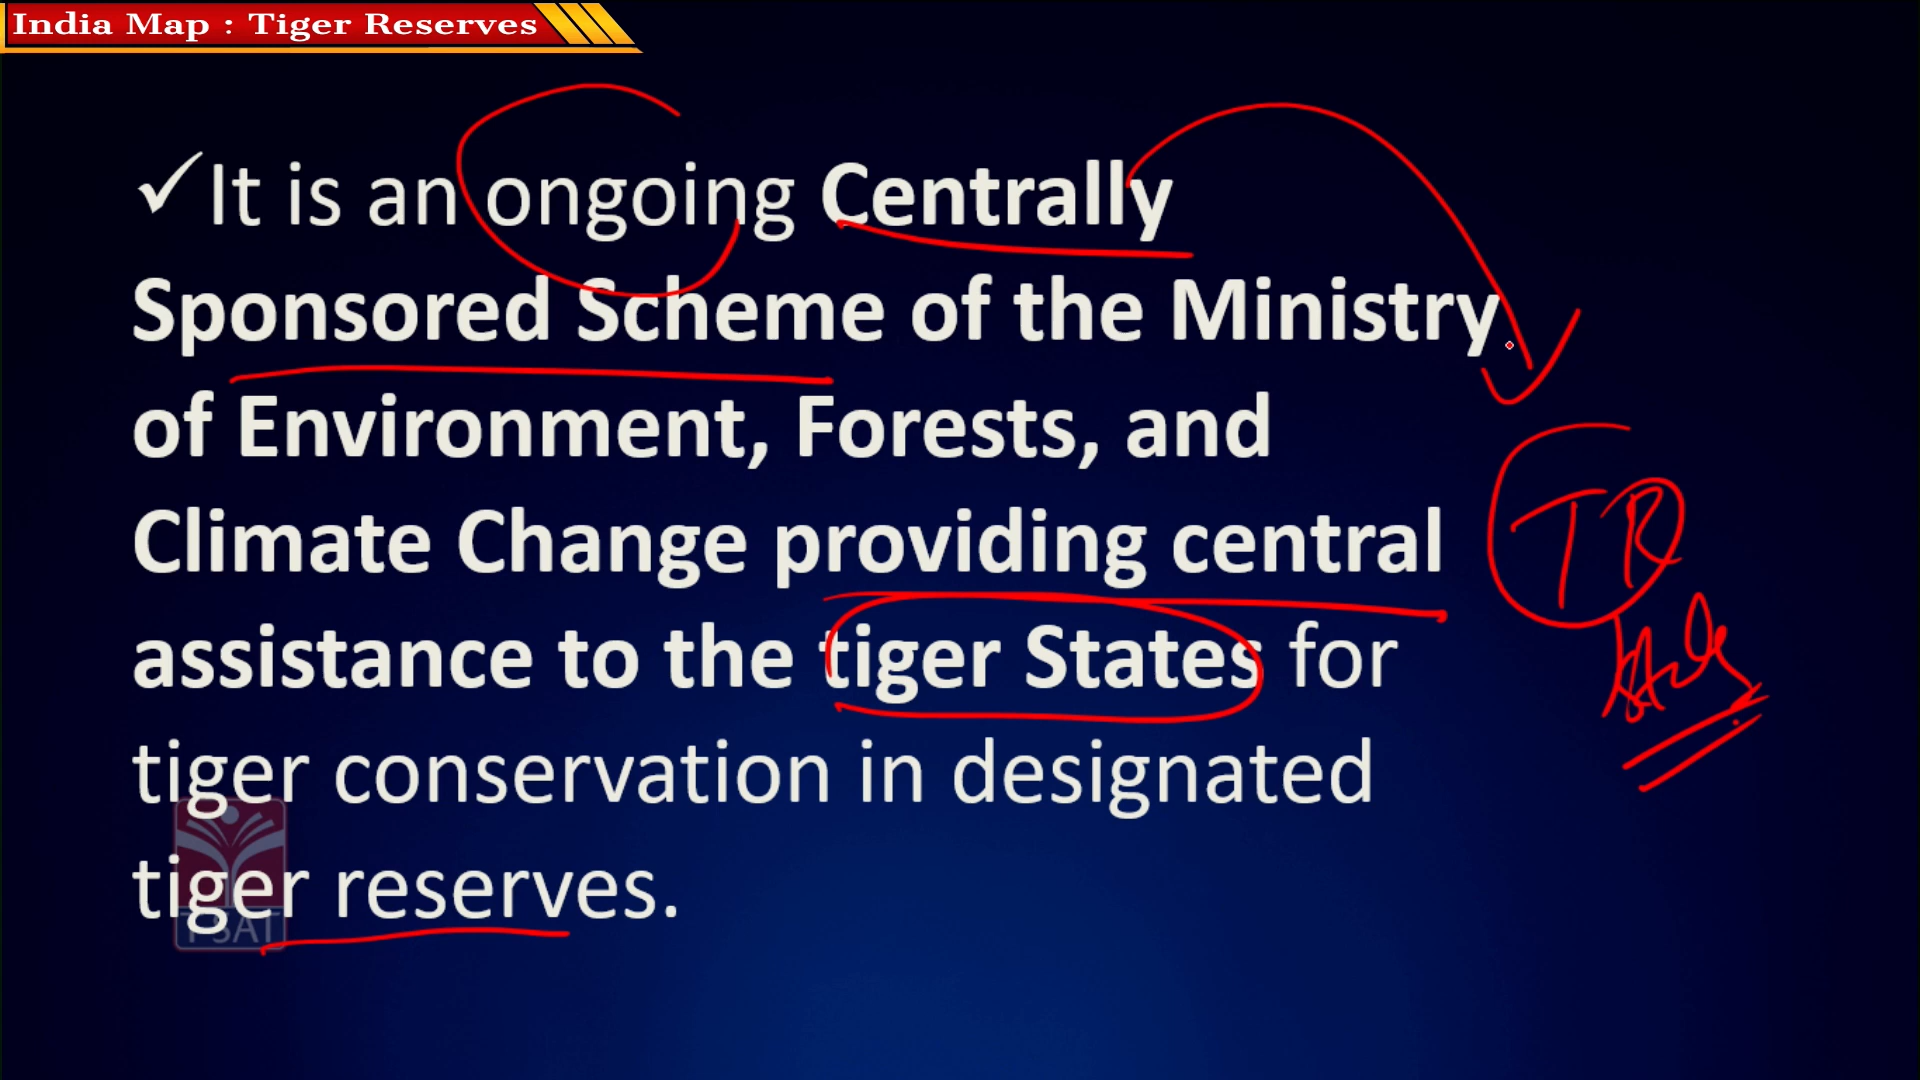 India Map : Tiger Reserves
✓It is an ongoing Centrally
Sponsored Scheme of the Ministry
of Environment, Forests, and
Climate Change providing central
assistance to the tiger States for
tiger conservation in designated
tiger reserves.
TR
T SAT